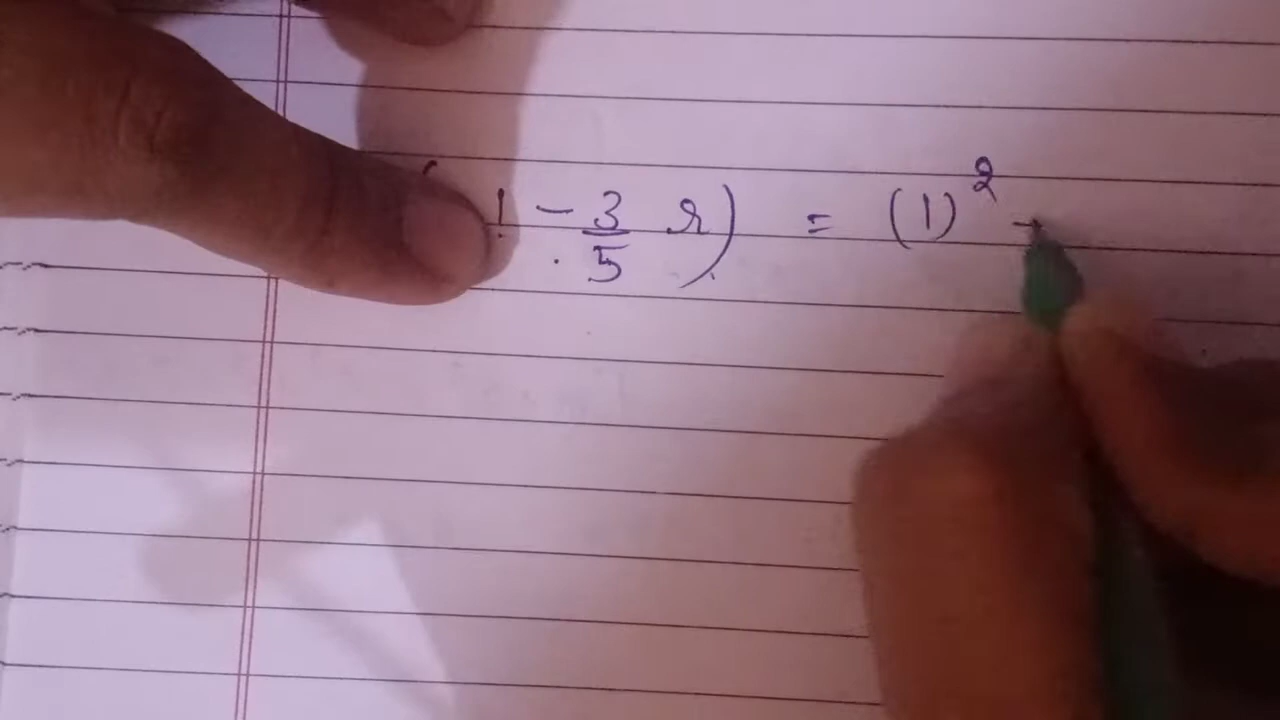 ( 1 - 3/5 r) = (1)² -